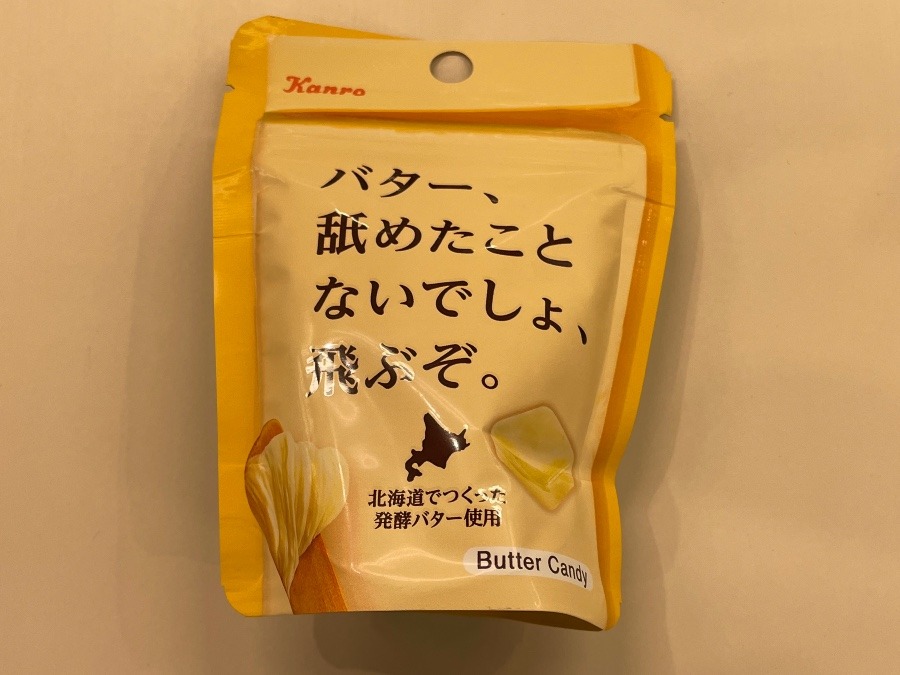 Kanro
バター、
舐めたこと
ないでしょ、
飛ぶぞ。
北海道でつくった
発酵バター使用
Butter Candy